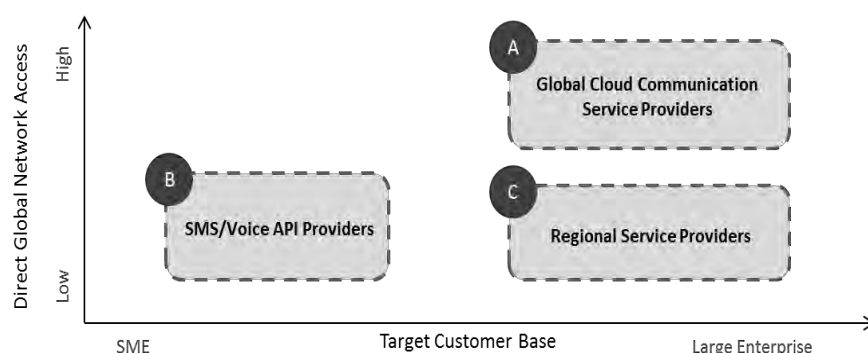 Direct Global Network Access
High
Low
A
Global Cloud Communication
Service Providers
B
SMS/Voice API Providers
C
Regional Service Providers
SME
Target Customer Base
Large Enterprise